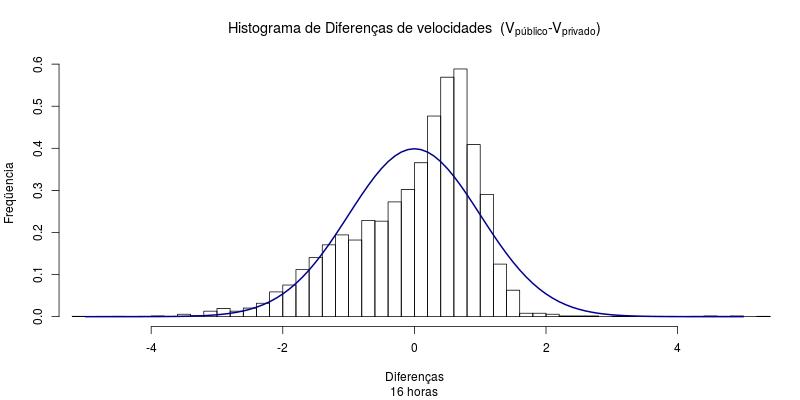 Histograma de Diferenças de velocidades (Vpúblico-Vprivado)
0.6
0.5
0.4
0.3
0.2
0.1
0.0
Freqüencia
-4 -2 0 2 4
Diferenças
16 horas